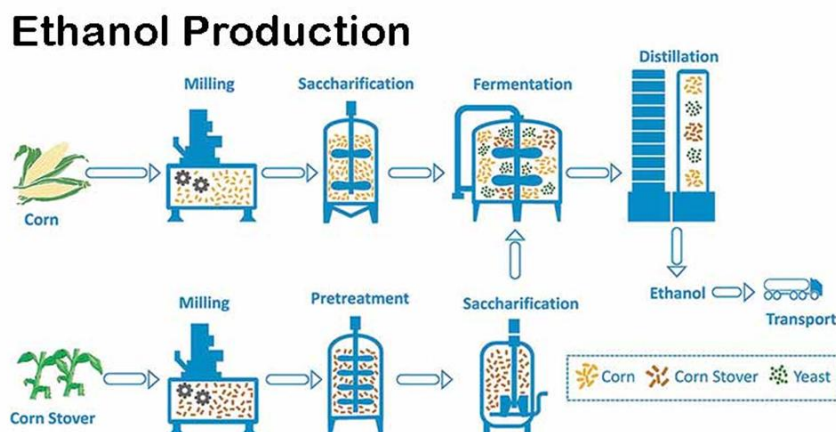 Ethanol Production
Distillation
Milling
Saccharification
Fermentation
Corn
Ethanol
Transport
Milling
Pretreatment
Saccharification
Corn Stover
Corn
Corn Stover
Yeast